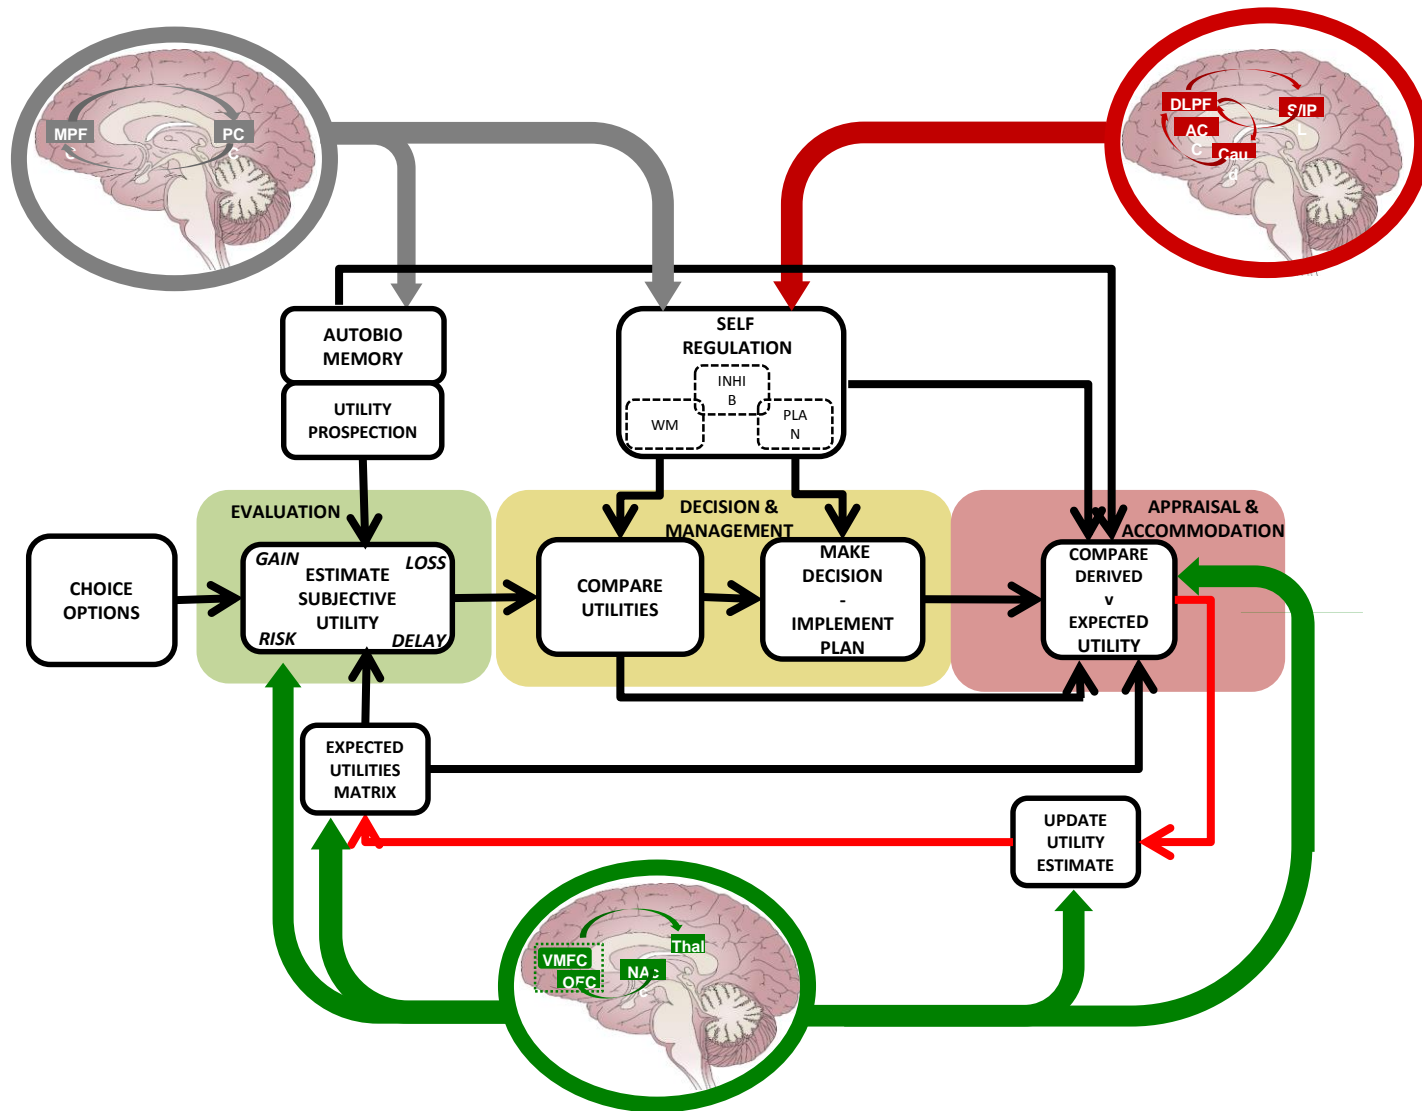 MPF
C
PC
C
DLPF
AC
C
Cau
d
S/IP
L
AUTOBIO
MEMORY
UTILITY
PROSPECTION
SELF
REGULATION
INHI
B
WM
PLA
N
EVALUATION
DECISION &
MANAGEMENT
APPRAISAL &
ACCOMMODATION
CHOICE
OPTIONS
GAIN
LOSS
ESTIMATE
SUBJECTIVE
UTILITY
RISK
DELAY
COMPARE
UTILITIES
MAKE
DECISION
-
IMPLEMENT
PLAN
COMPARE
DERIVED
v
EXPECTED
UTILITY
EXPECTED
UTILITIES
MATRIX
UPDATE
UTILITY
ESTIMATE
VMFC
OFC
NAc
Thal